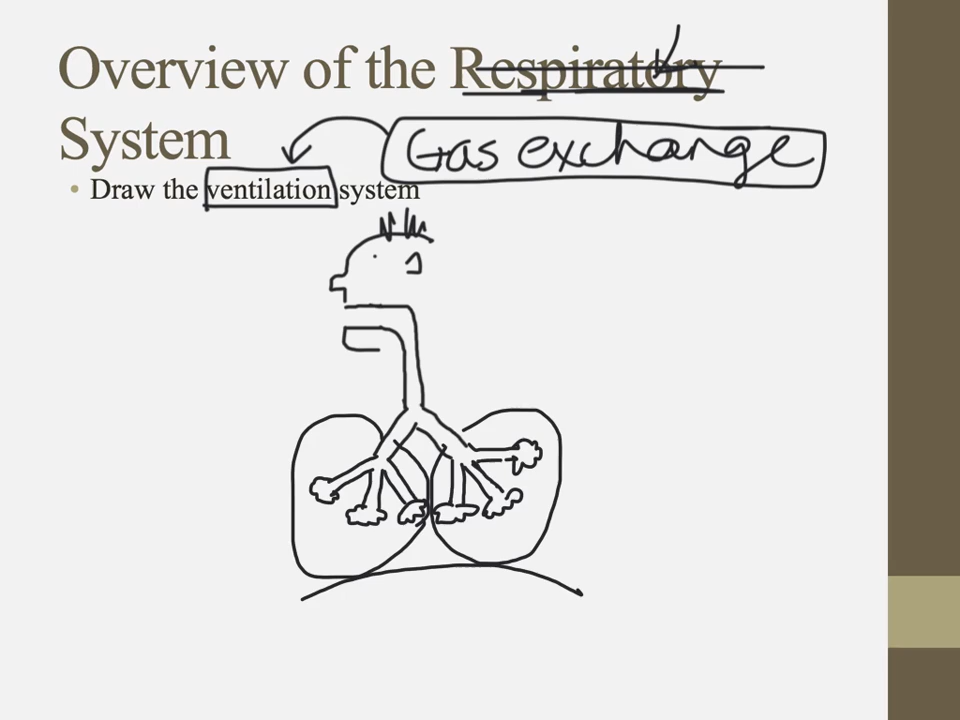 Overview of the Respiratory
System
Gas exchange
• Draw the ventilation system